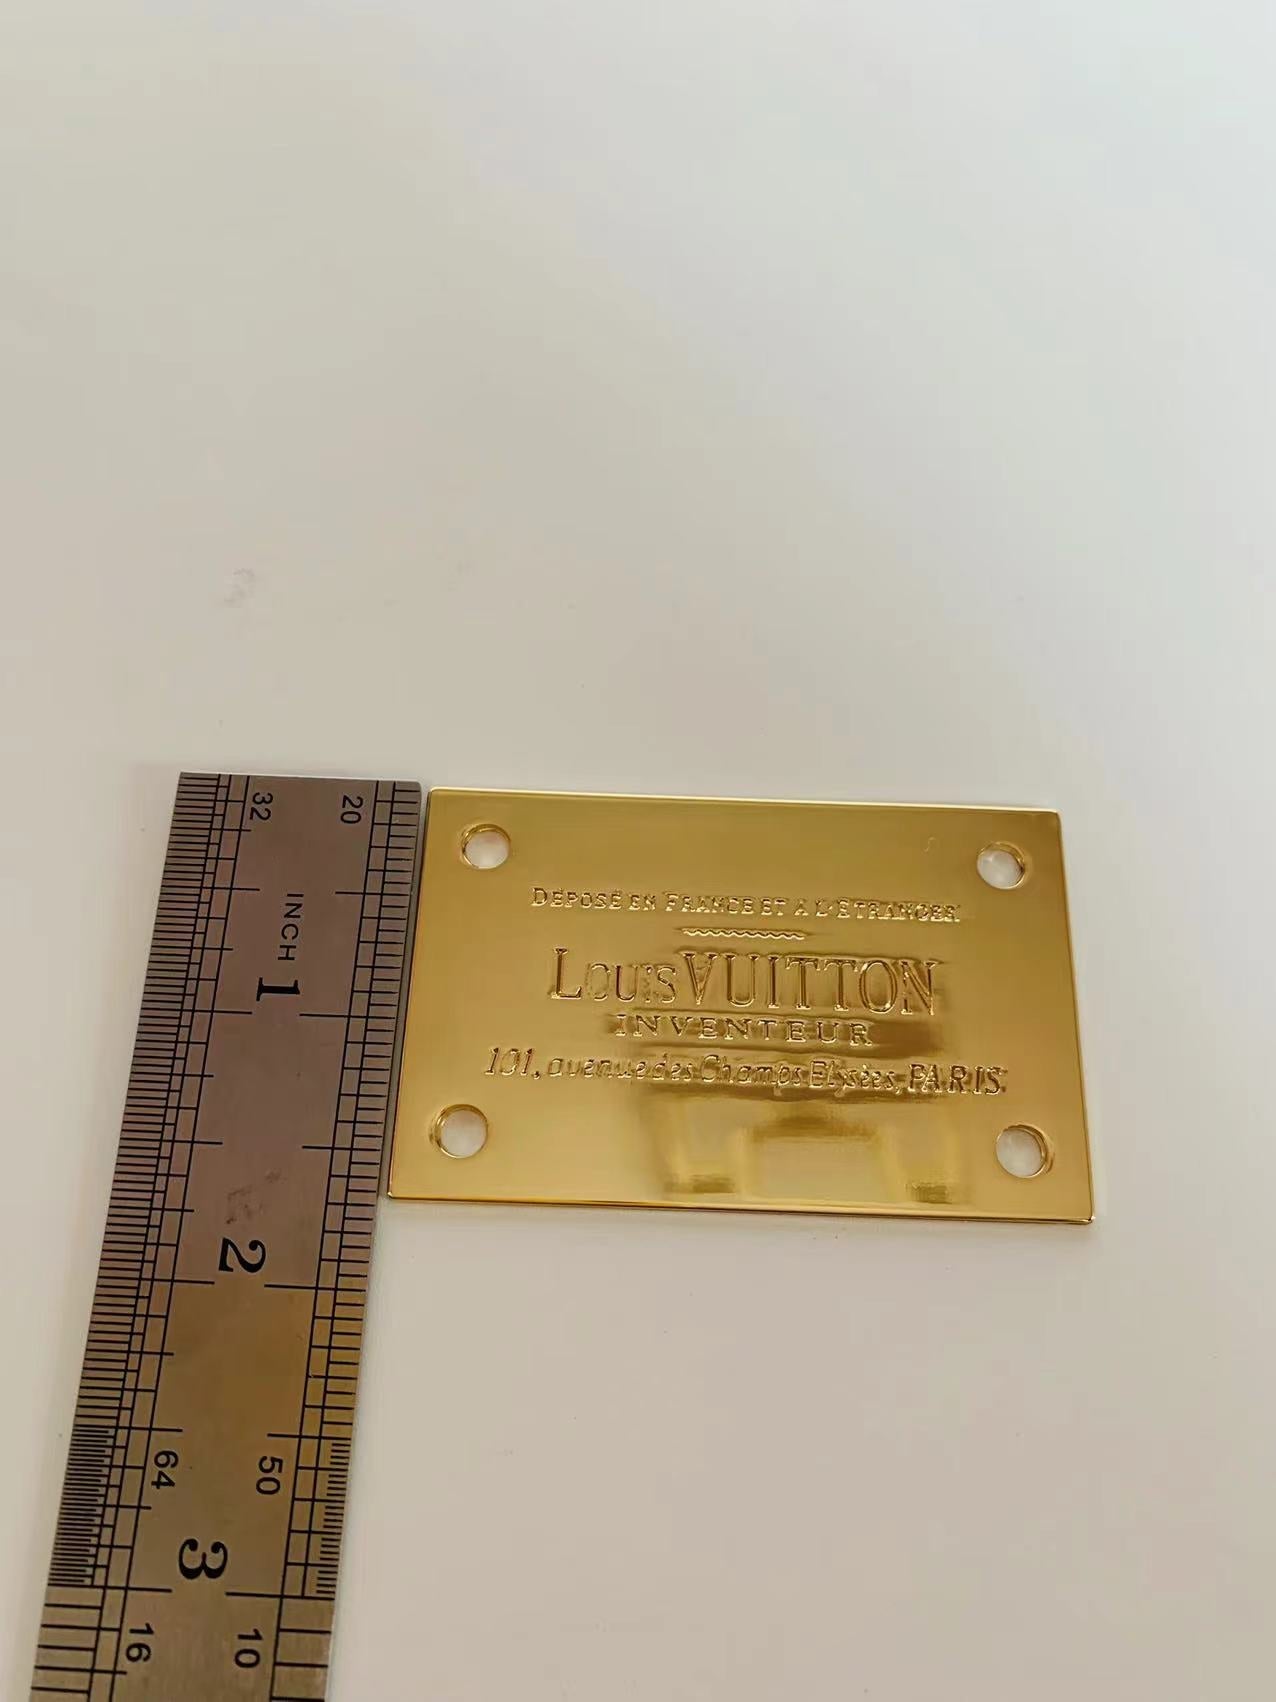 DEPOSÉ EN FRANCE ET A L'ETRANGER
LOUIS VUITTON
INVENTEUR
101, avenue des Champs Elysées, PARIS
32
20
INCH
1
2
64
50
3
16
10